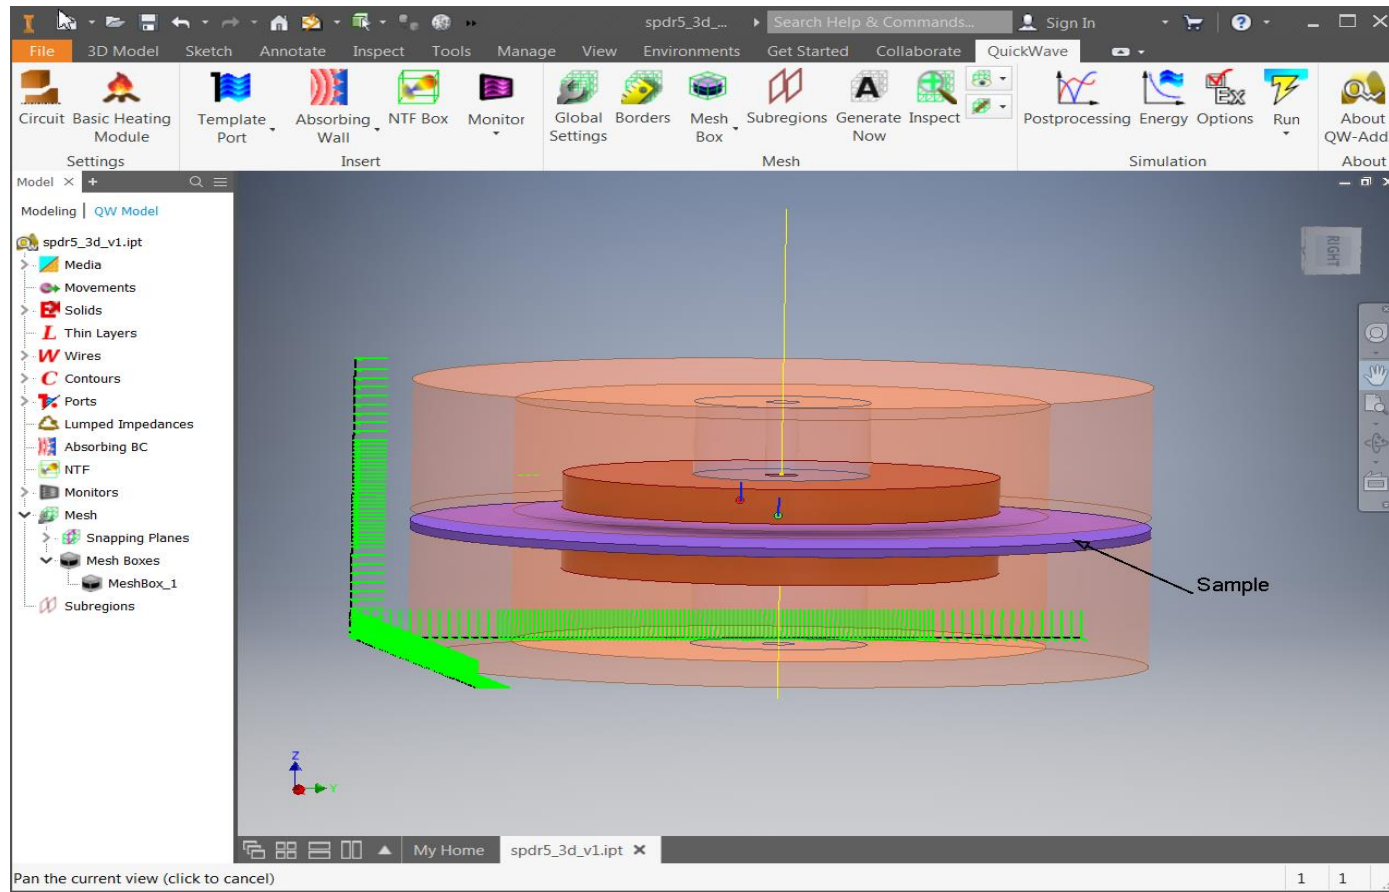 spdr5_3d_... Search Help & Commands... Sign In
File 3D Model Sketch Annotate Inspect Tools Manage View Environments Get Started Collaborate QuickWave
Circuit Basic Heating Module Template Port Absorbing Wall NTF Box Monitor Global Settings Borders Mesh Box Subregions Generate Now Inspect Postprocessing Energy Options Run About QW-Add
Settings Insert Mesh Simulation About
Model
Modeling QW Model
spdr5_3d_v1.ipt
Media
Movements
Solids
Thin Layers
Wires
Contours
Ports
Lumped Impedances
Absorbing BC
NTF
Monitors
Mesh
Snapping Planes
Mesh Boxes
MeshBox_1
Subregions
RIGHT
Sample
Z
Y
My Home spdr5_3d_v1.ipt
Pan the current view (click to cancel) 1 1